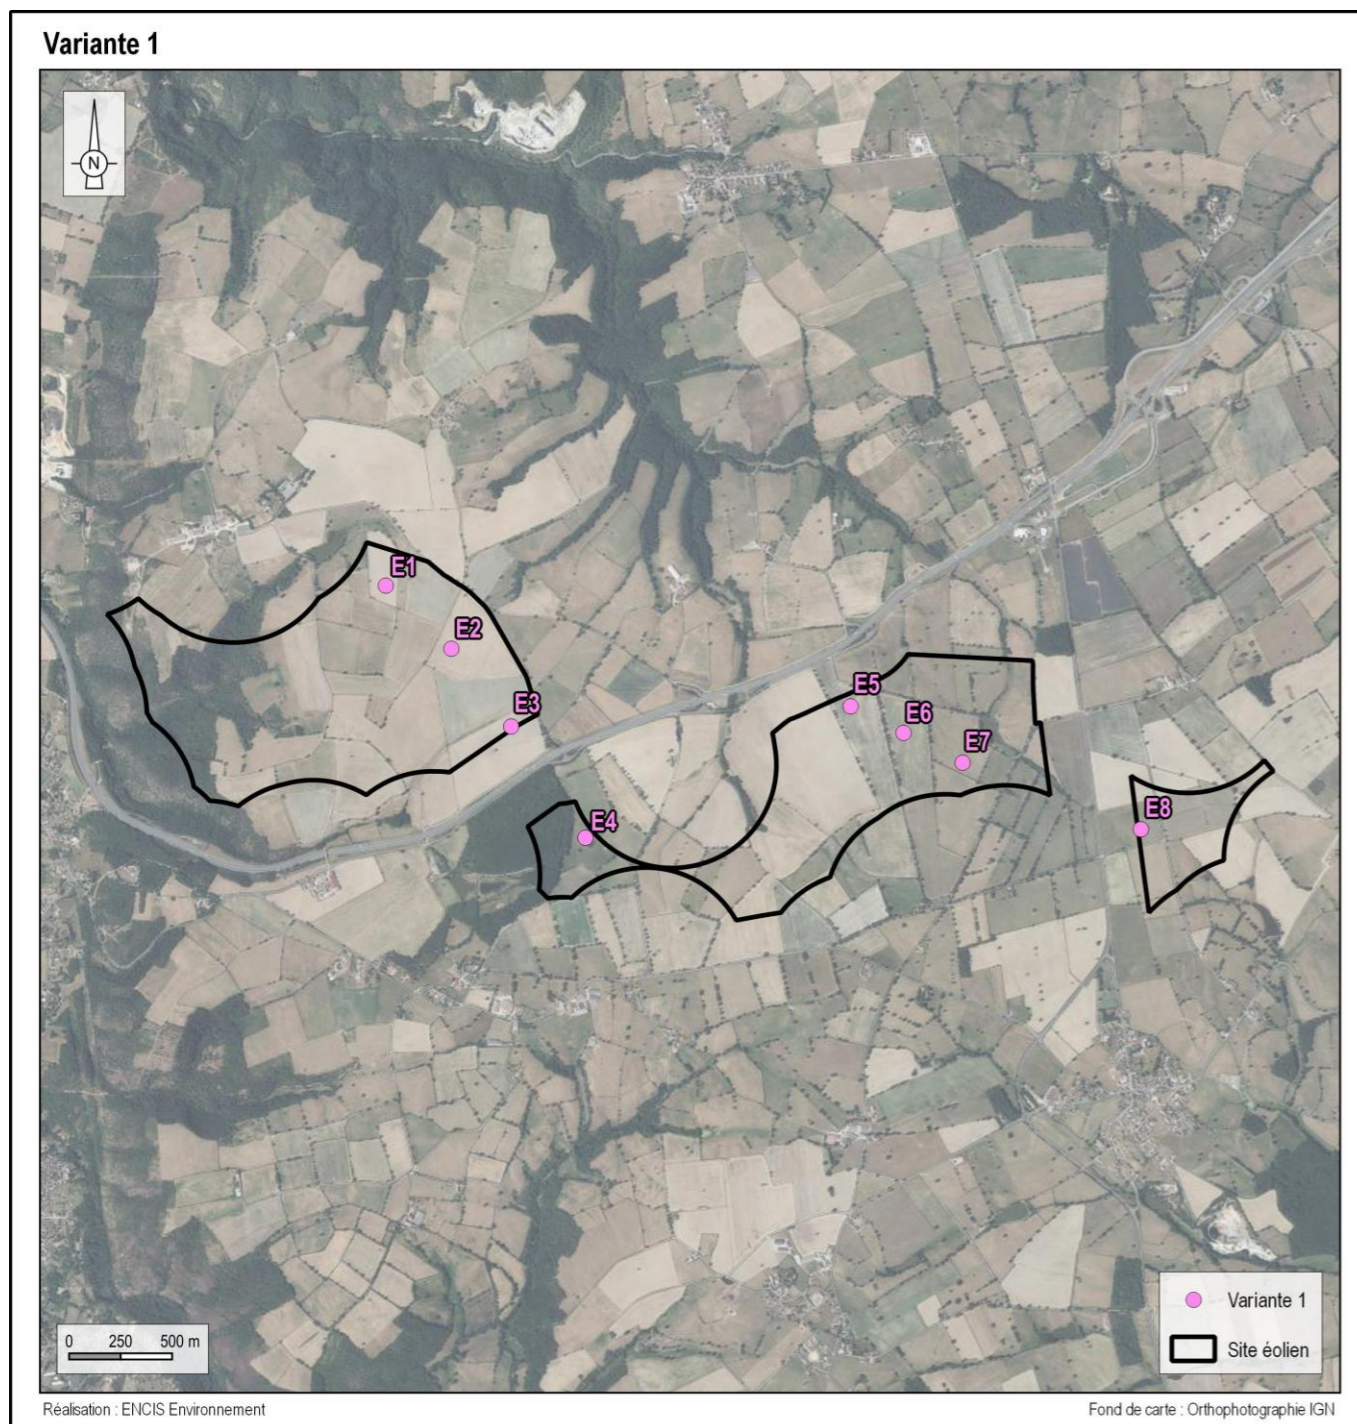 Variante 1
N
E1
E2
E3
E5
E6
E7
E8
E4
0 250 500 m
Variante 1
Site éolien
Réalisation : ENCIS Environnement
Fond de carte : Orthophotographie IGN